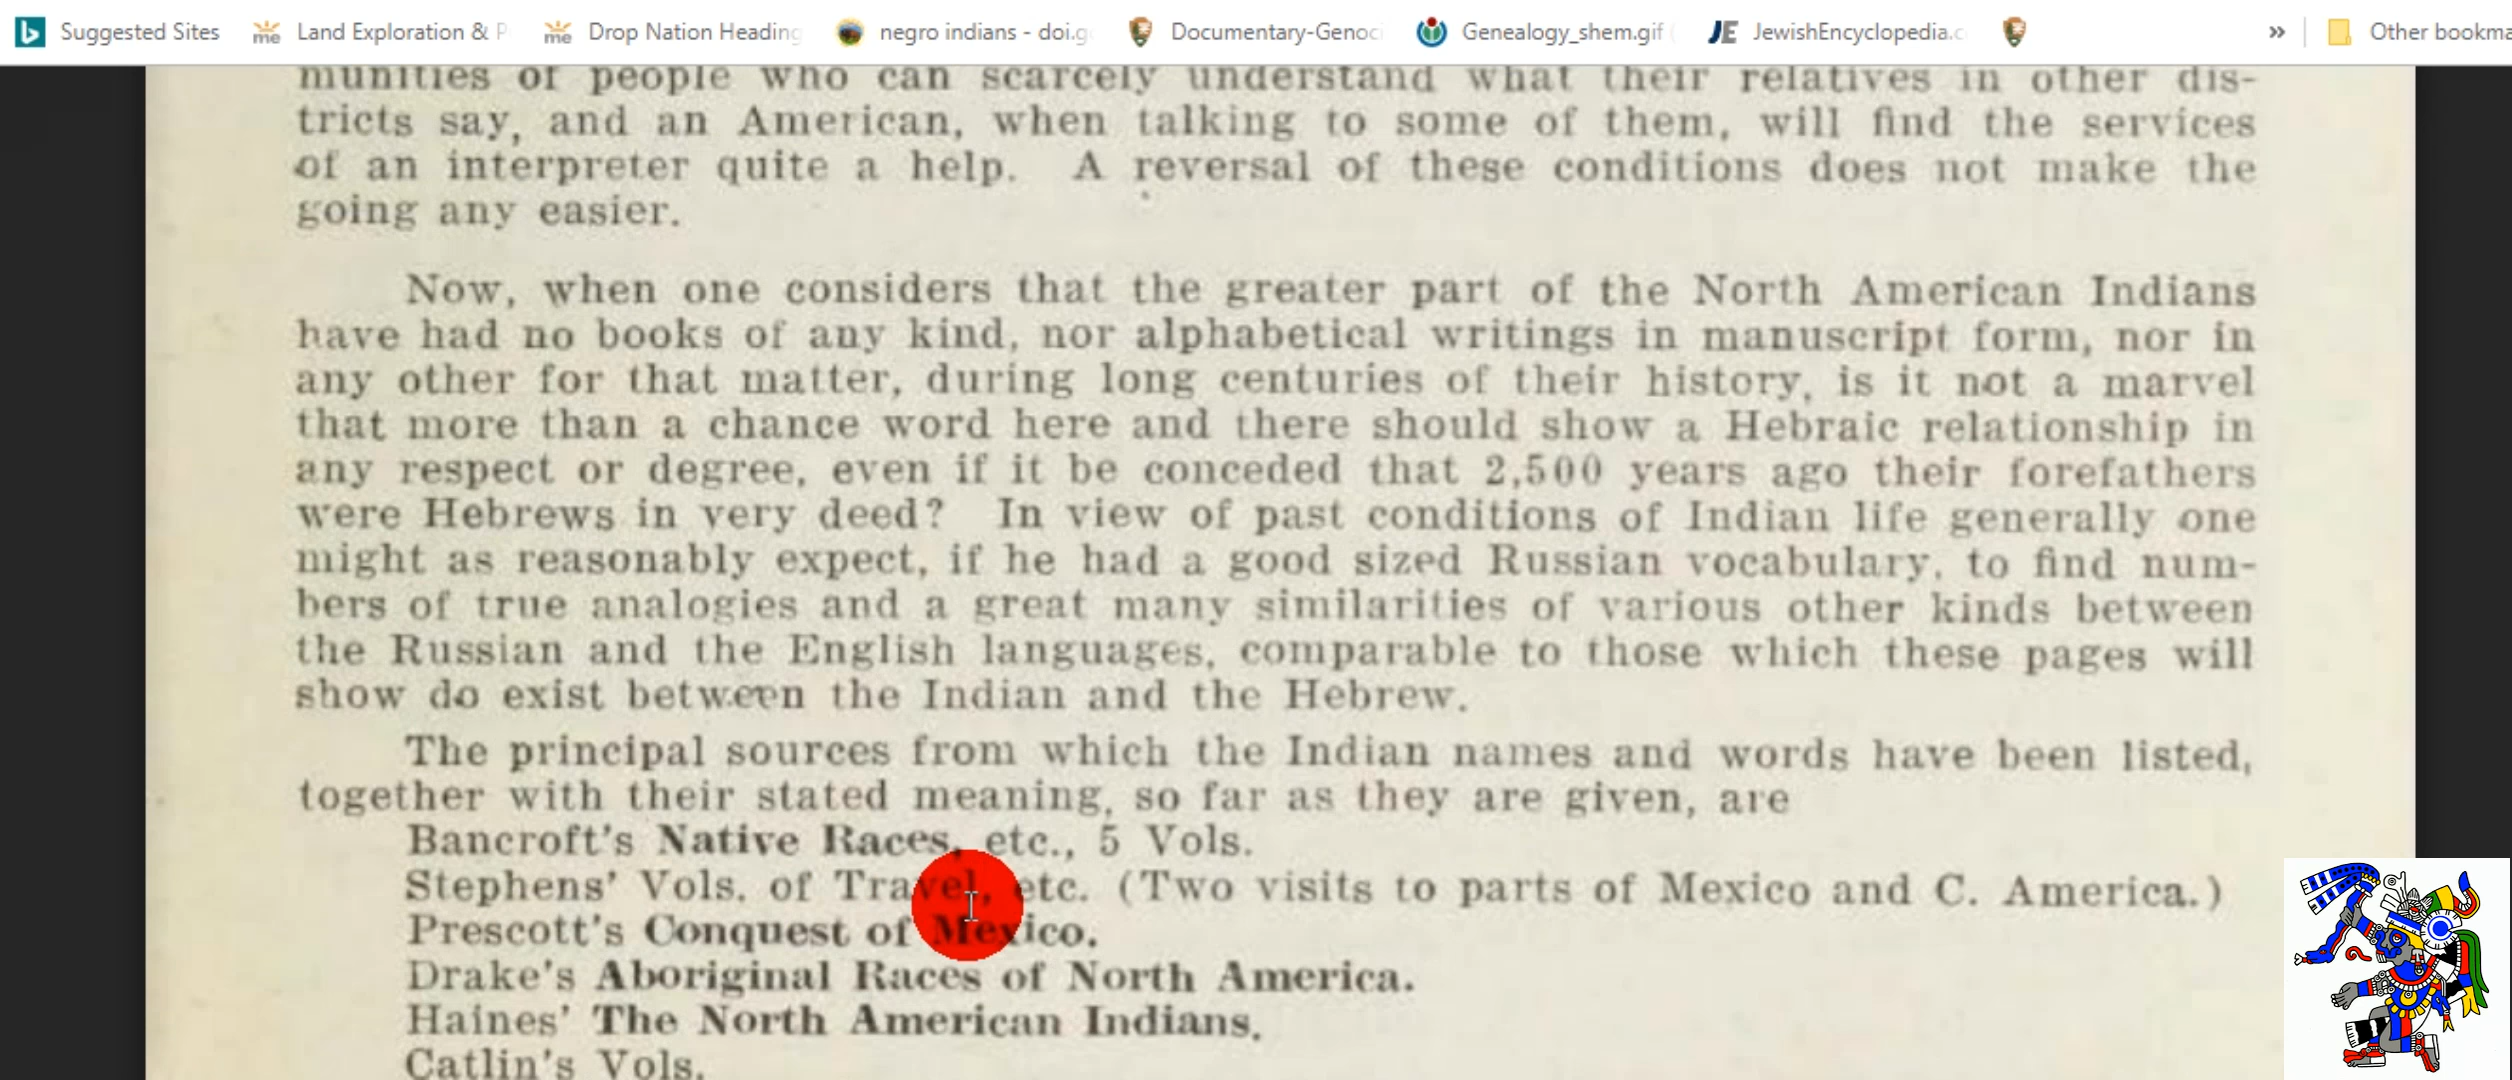 Suggested Sites
Land Exploration & P
Drop Nation Heading
negro indians - doi.g
Documentary-Genoc
Genealogy_shem.gif (
JE JewishEncyclopedia.c
»
Other bookma
munities of people who can scarcely understand what their relatives in other dis-
tricts say, and an American, when talking to some of them, will find the services
of an interpreter quite a help. A reversal of these conditions does not make the
going any easier.
Now, when one considers that the greater part of the North American Indians
have had no books of any kind, nor alphabetical writings in manuscript form, nor in
any other for that matter, during long centuries of their history, is it not a marvel
that more than a chance word here and there should show a Hebraic relationship in
any respect or degree, even if it be conceded that 2,500 years ago their forefathers
were Hebrews in very deed? In view of past conditions of Indian life generally one
might as reasonably expect, if he had a good sized Russian vocabulary, to find num-
bers of true analogies and a great many similarities of various other kinds between
the Russian and the English languages, comparable to those which these pages will
show do exist between the Indian and the Hebrew.
The principal sources from which the Indian names and words have been listed,
together with their stated meaning, so far as they are given, are
Bancroft's Native Races, etc., 5 Vols.
Stephens' Vols. of Travel, etc. (Two visits to parts of Mexico and C. America.)
Prescott's Conquest of Mexico.
Drake's Aboriginal Races of North America.
Haines' The North American Indians.
Catlin's Vols.